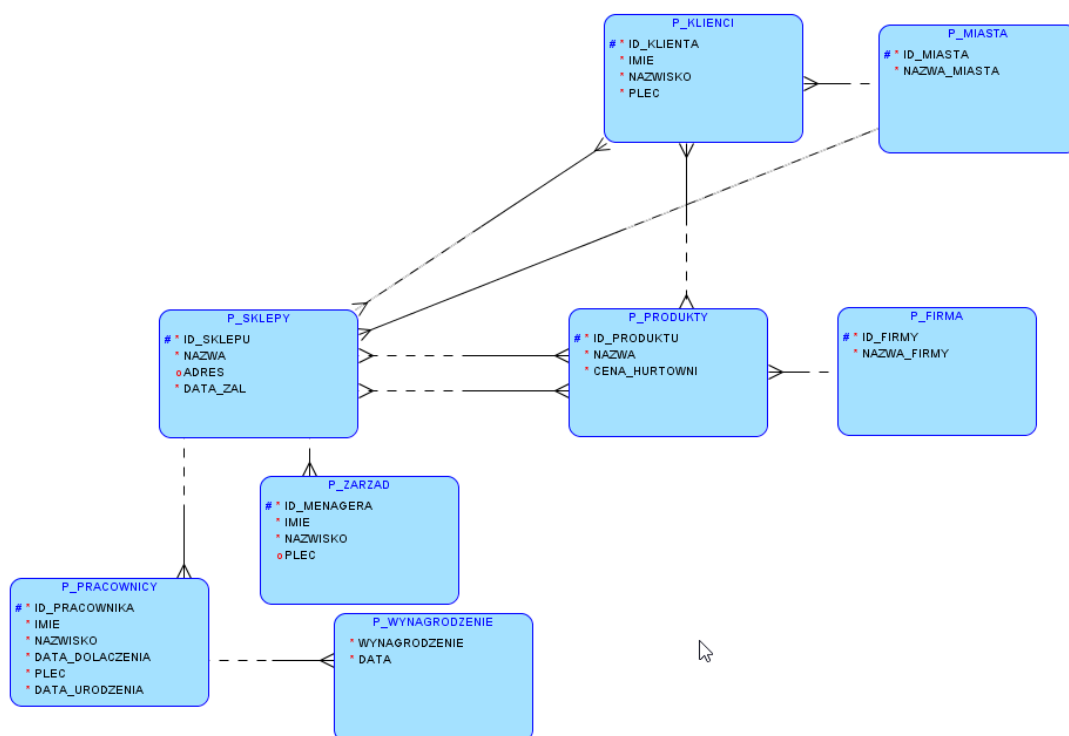 P_KLIENCI
# * ID_KLIENTA
* IMIE
* NAZWISKO
* PLEC
P_MIASTA
# * ID_MIASTA
* NAZWA_MIASTA
P_SKLEPY
# * ID_SKLEPU
* NAZWA
o ADRES
* DATA_ZAL
P_PRODUKTY
# * ID_PRODUKTU
* NAZWA
* CENA_HURTOWNI
P_FIRMA
# * ID_FIRMY
* NAZWA_FIRMY
P_ZARZAD
# * ID_MENAGERA
* IMIE
* NAZWISKO
o PLEC
P_PRACOWNICY
# * ID_PRACOWNIKA
* IMIE
* NAZWISKO
* DATA_DOLACZENIA
* PLEC
* DATA_URODZENIA
P_WYNAGRODZENIE
* WYNAGRODZENIE
* DATA